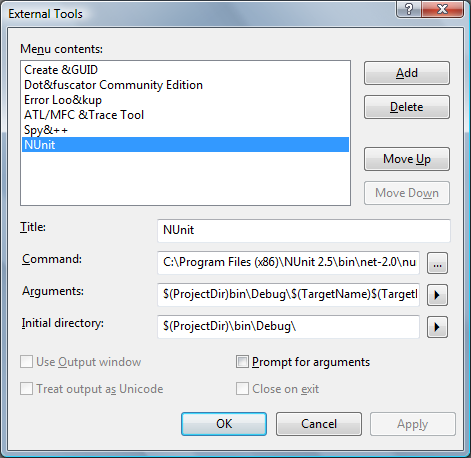 External Tools
Menu contents:
Create &GUID
Dot&fuscator Community Edition
Error Loo&kup
ATL/MFC &Trace Tool
Spy&++
NUnit
Add
Delete
Move Up
Move Down
Title:
NUnit
Command:
C:\Program Files (x86)\NUnit 2.5\bin\net-2.0\nu
...
Arguments:
$(ProjectDir)bin\Debug\$(TargetName)$(Targetl
Initial directory:
$(ProjectDir)\bin\Debug\
Use Output window
Prompt for arguments
Treat output as Unicode
Close on exit
OK
Cancel
Apply